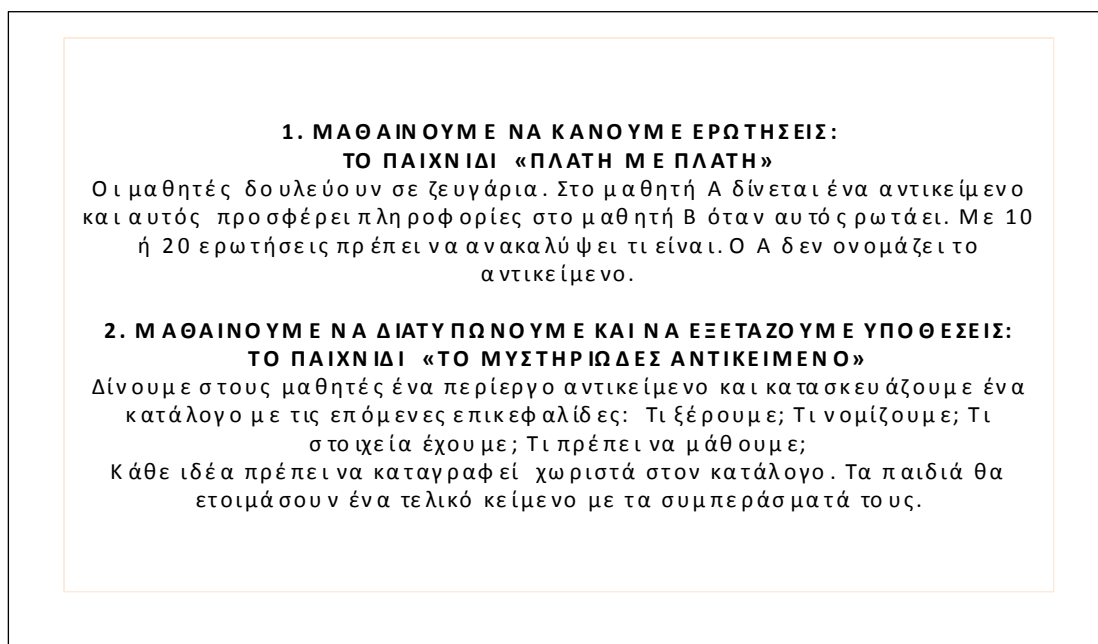 1. ΜΑΘΑΙΝΟΥΜΕ ΝΑ ΚΑΝΟΥΜΕ ΕΡΩΤΗΣΕΙΣ:
ΤΟ ΠΑΙΧΝΙΔΙ «ΠΛΑΤΗ ΜΕ ΠΛΑΤΗ»
Οι μαθητές δουλεύουν σε ζευγάρια. Στο μαθητή Α δίνεται ένα αντικείμενο
και αυτός προσφέρει πληροφορίες στο μαθητή Β όταν αυτός ρωτάει. Με 10
ή 20 ερωτήσεις πρέπει να ανακαλύψει τι είναι. Ο Α δεν ονομάζει το
αντικείμενο.
2. ΜΑΘΑΙΝΟΥΜΕ ΝΑ ΔΙΑΤΥΠΩΝΟΥΜΕ ΚΑΙ ΝΑ ΕΞΕΤΑΖΟΥΜΕ ΥΠΟΘΕΣΕΙΣ:
ΤΟ ΠΑΙΧΝΙΔΙ «ΤΟ ΜΥΣΤΗΡΙΩΔΕΣ ΑΝΤΙΚΕΙΜΕΝΟ»
Δίνουμε στους μαθητές ένα περίεργο αντικείμενο και κατασκευάζουμε ένα
κατάλογο με τις επόμενες επικεφαλίδες: Τι ξέρουμε; Τι νομίζουμε; Τι
στοιχεία έχουμε; Τι πρέπει να μάθουμε;
Κάθε ιδέα πρέπει να καταγραφεί χωριστά στον κατάλογο. Τα παιδιά θα
ετοιμάσουν ένα τελικό κείμενο με τα συμπεράσματά τους.